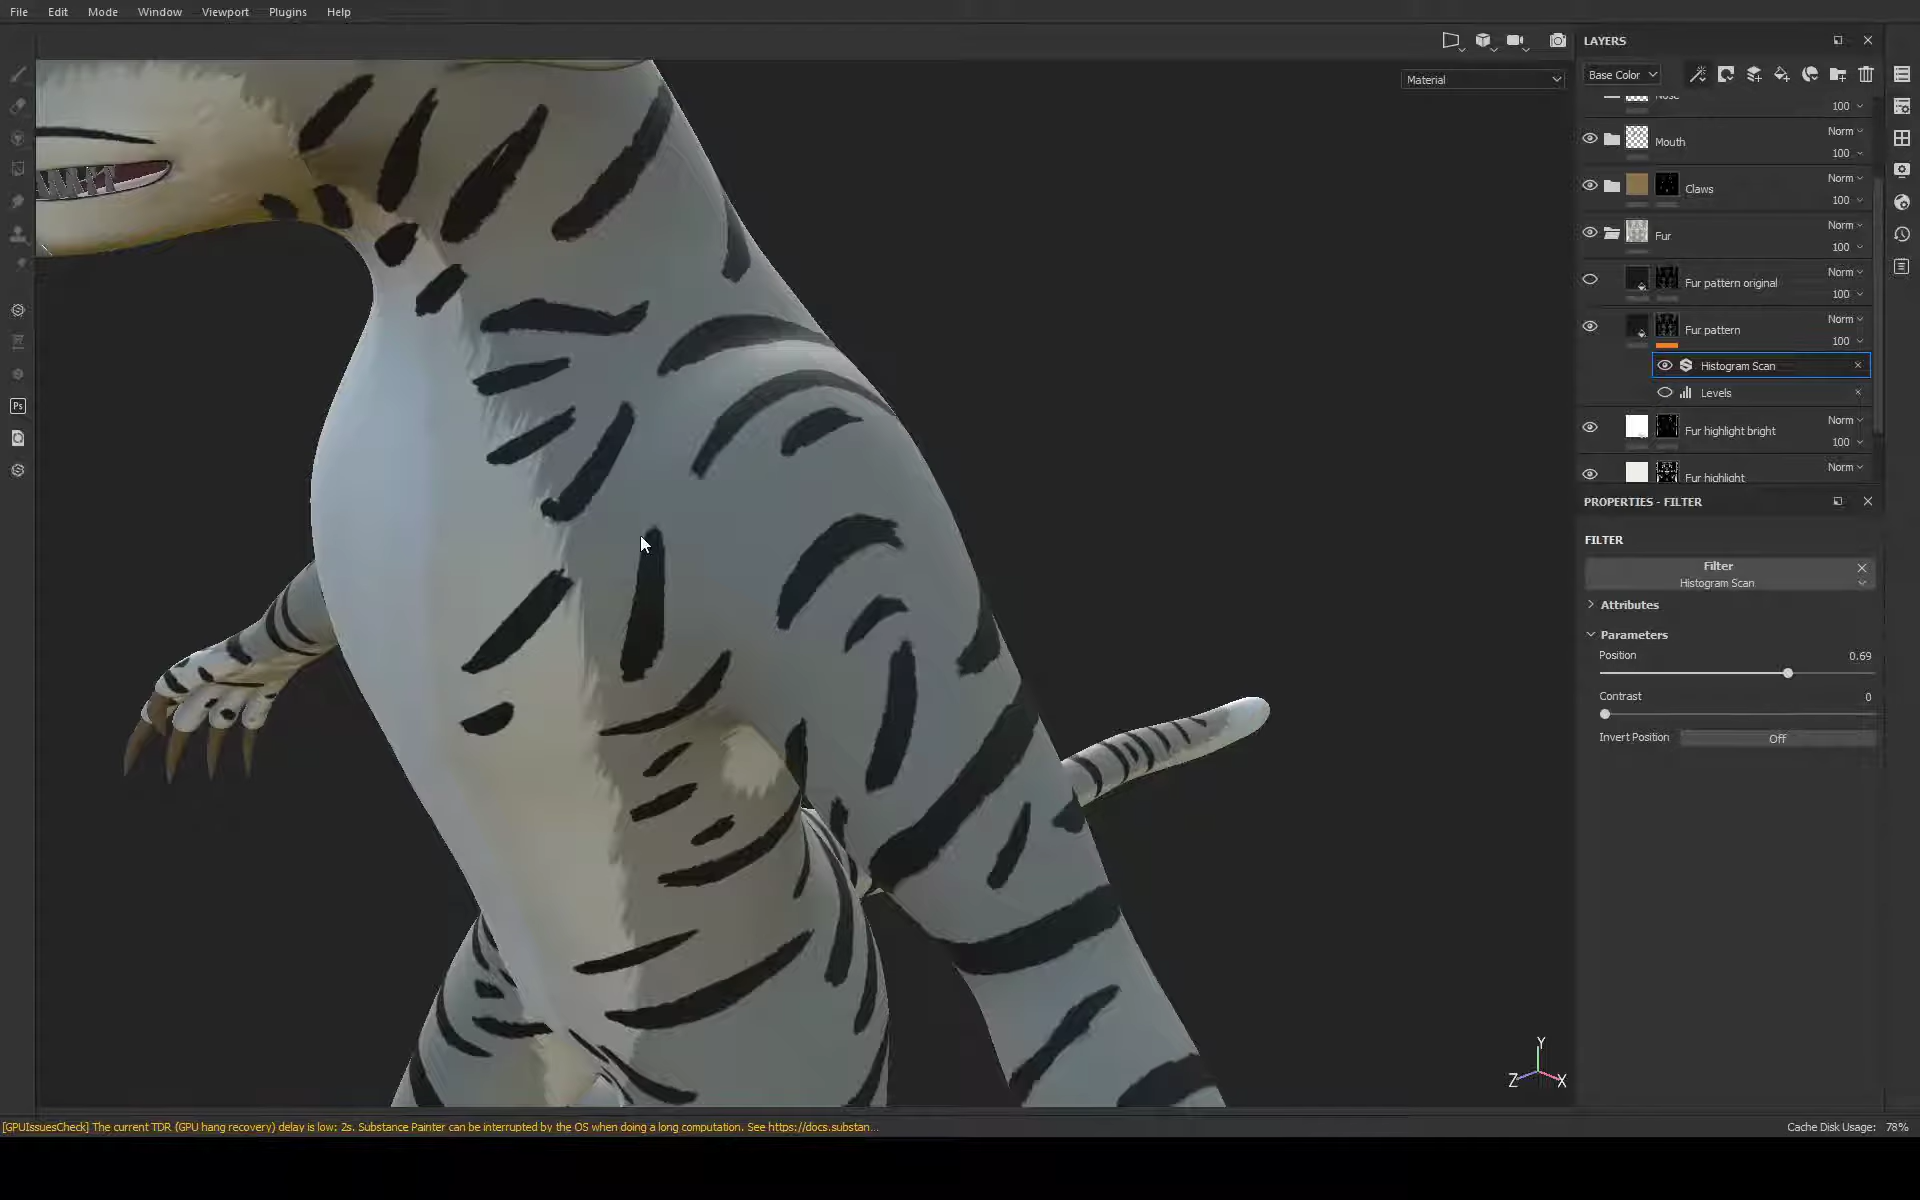 File Edit Mode Window Viewport Plugins Help
LAYERS
Material
Base Color
Nose
100
Norm
Mouth
100
Norm
Claws
100
Norm
Fur
100
Norm
Fur pattern original
100
Norm
Fur pattern
100
Histogram Scan
Levels
Norm
Fur highlight bright
100
Norm
Fur highlight
PROPERTIES - FILTER
FILTER
Filter
Histogram Scan
Attributes
Parameters
Position 0.69
Contrast 0
Invert Position Off
Ps
Y
Z X
[GPUIssuesCheck] The current TDR (GPU hang recovery) delay is low: 2s. Substance Painter can be interrupted by the OS when doing a long computation. See https://docs.substan...
Cache Disk Usage: 78%